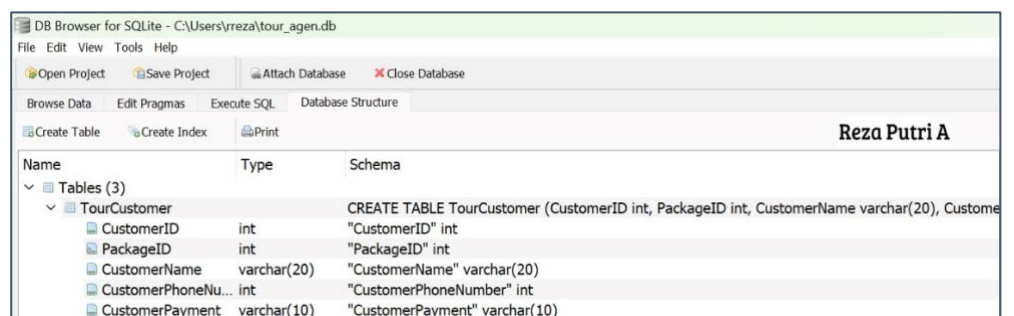 DB Browser for SQLite - C:\Users\rreza\tour_agen.db
File Edit View Tools Help
Open Project Save Project Attach Database Close Database
Browse Data Edit Pragmas Execute SQL Database Structure
Create Table Create Index Print Reza Putri A
Name Type Schema
Tables (3)
TourCustomer CREATE TABLE TourCustomer (CustomerID int, PackageID int, CustomerName varchar(20), Custome
CustomerID int "CustomerID" int
PackageID int "PackageID" int
CustomerName varchar(20) "CustomerName" varchar(20)
CustomerPhoneNu... int "CustomerPhoneNumber" int
CustomerPayment varchar(10) "CustomerPayment" varchar(10)